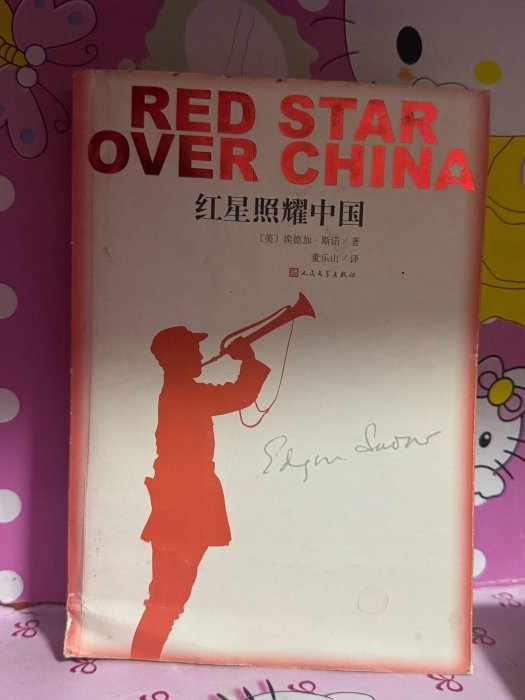 RED STAR
OVER CHINA
红星照耀中国
〔美〕埃德加·斯诺/著
董乐山/译
人民文学出版社
Edgar Snow